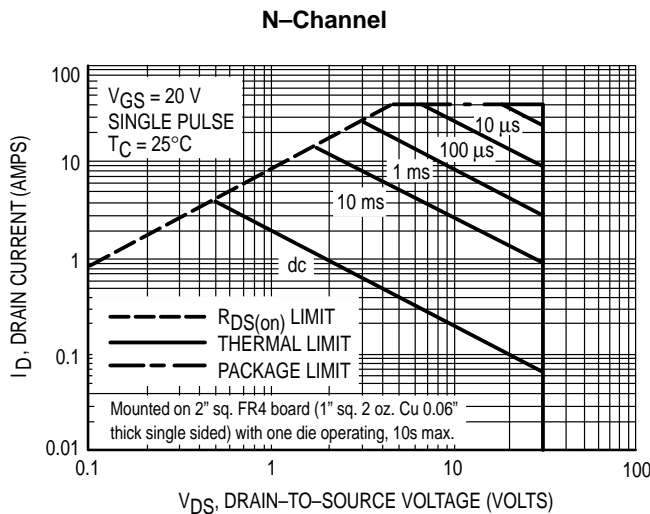 N–Channel
100
10
1
0.1
0.01
I D, DRAIN CURRENT (AMPS)
VGS = 20 V
SINGLE PULSE
TC = 25°C
10 µs
100 µs
1 ms
10 ms
dc
RDS(on) LIMIT
THERMAL LIMIT
PACKAGE LIMIT
Mounted on 2” sq. FR4 board (1” sq. 2 oz. Cu 0.06”
thick single sided) with one die operating, 10s max.
0.1
1
10
100
VDS, DRAIN–TO–SOURCE VOLTAGE (VOLTS)